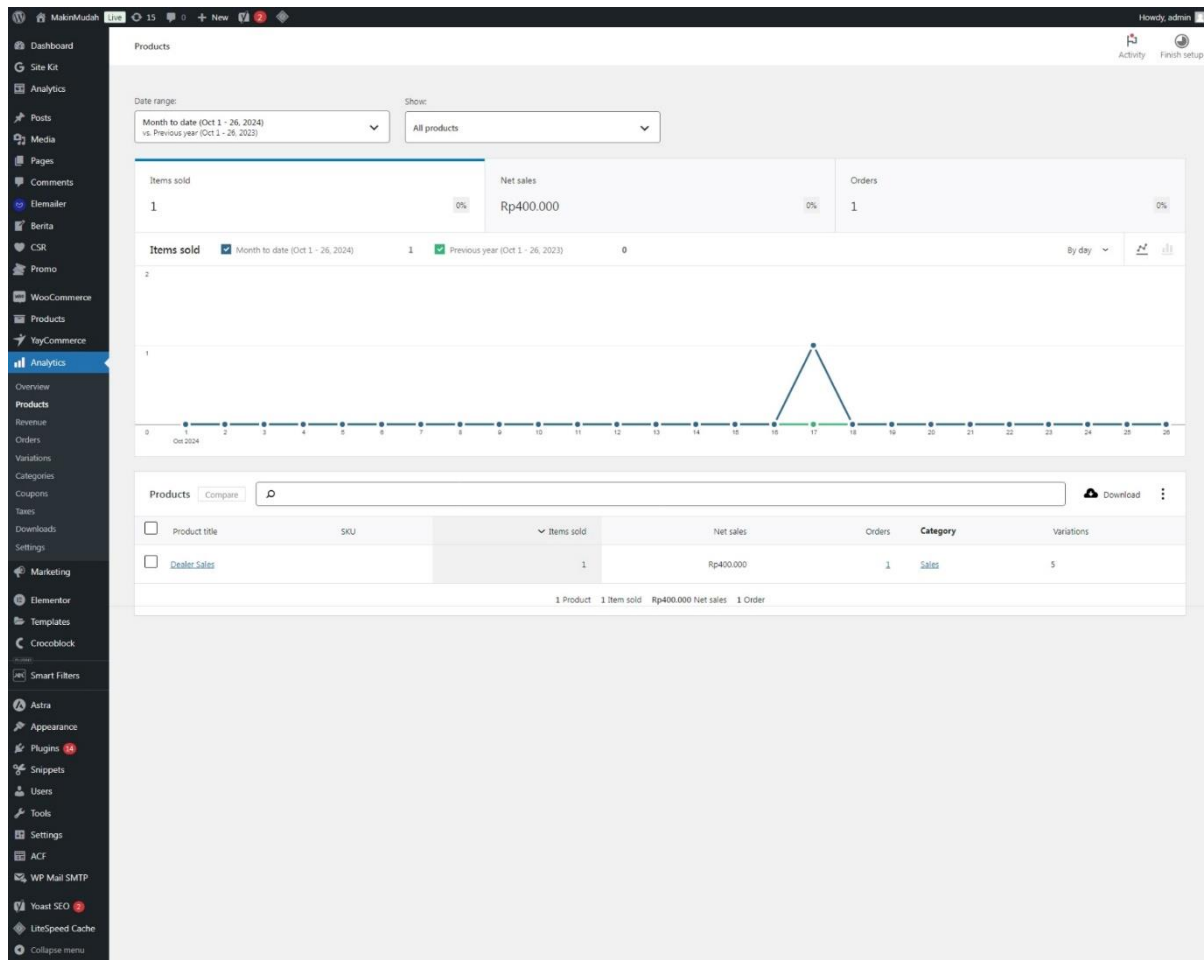 MakinMudah Live 15 0 + New 2
Howdy, admin
Dashboard
Site Kit
Analytics
Posts
Media
Pages
Comments
Elemailer
Berita
CSR
Promo
WooCommerce
Products
YayCommerce
Analytics
Overview
Products
Revenue
Orders
Variations
Categories
Coupons
Taxes
Downloads
Settings
Marketing
Elementor
Templates
Crocoblock
Smart Filters
Astra
Appearance
Plugins 14
Snippets
Users
Tools
Settings
ACF
WP Mail SMTP
Yoast SEO 2
LiteSpeed Cache
Collapse menu
Products
Activity
Finish setup
Date range:
Month to date (Oct 1 - 26, 2024)
vs. Previous year (Oct 1 - 26, 2023)
Show:
All products
Items sold
1 0%
Net sales
Rp400.000 0%
Orders
1 0%
Items sold Month to date (Oct 1 - 26, 2024) 1 Previous year (Oct 1 - 26, 2023) 0 By day
2
1
0 1 2 3 4 5 6 7 8 9 10 11 12 13 14 15 16 17 18 19 20 21 22 23 24 25 26
Oct 2024
Products Compare Download
Product title SKU Items sold Net sales Orders Category Variations
Dealer Sales 1 Rp400.000 1 Sales 5
1 Product 1 Item sold Rp400.000 Net sales 1 Order